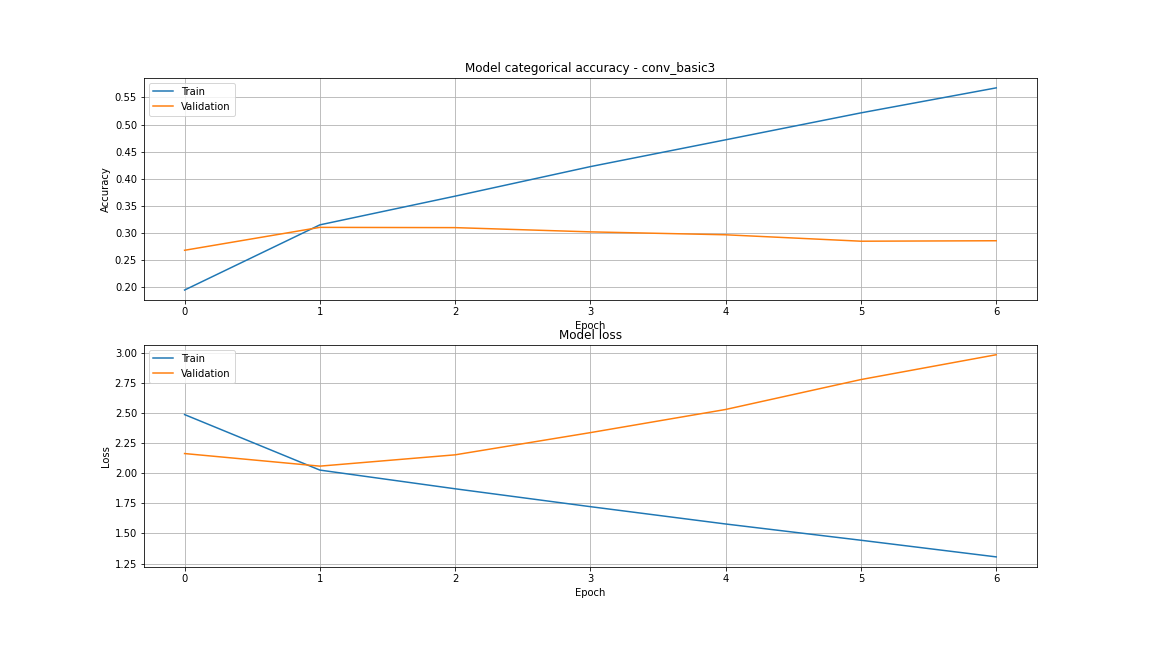 Model categorical accuracy - conv_basic3
Train
Validation
Accuracy
0.55
0.50
0.45
0.40
0.35
0.30
0.25
0.20
0 1 2 3 4 5 6
Epoch
Model loss
Train
Validation
Loss
3.00
2.75
2.50
2.25
2.00
1.75
1.50
1.25
0 1 2 3 4 5 6
Epoch